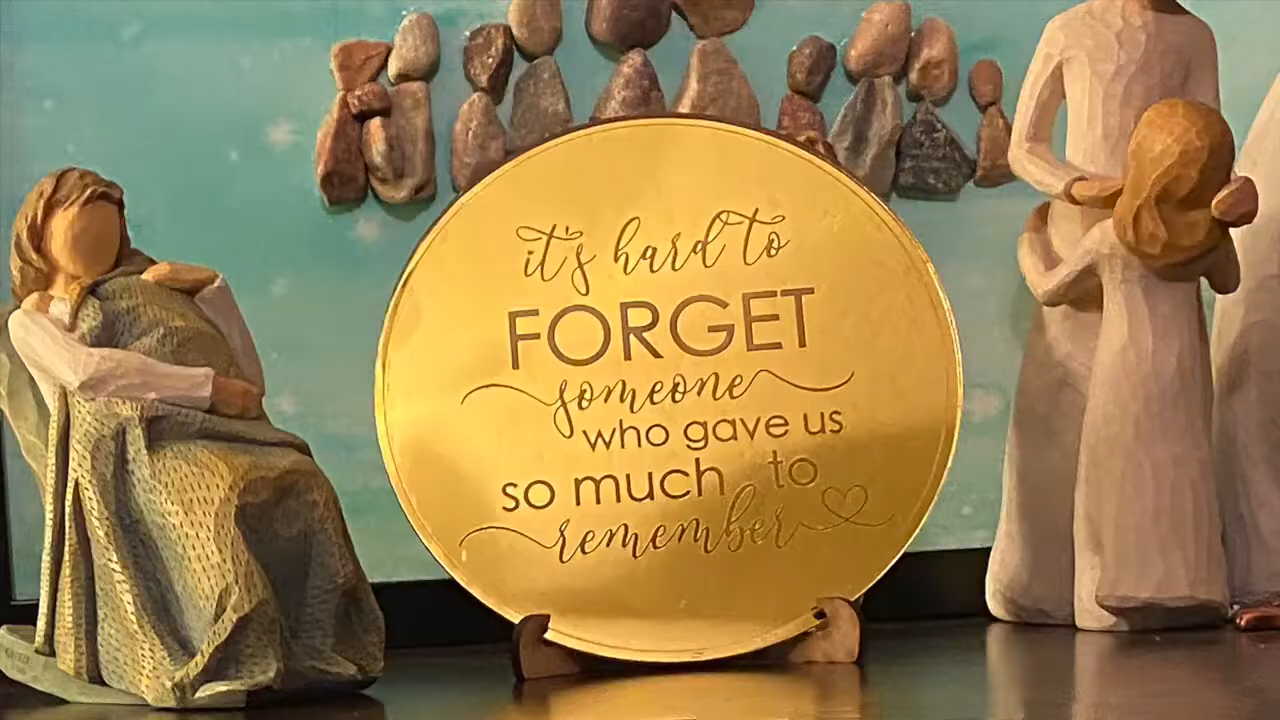 it's hard to
FORGET
someone
who gave us
so much to
remember